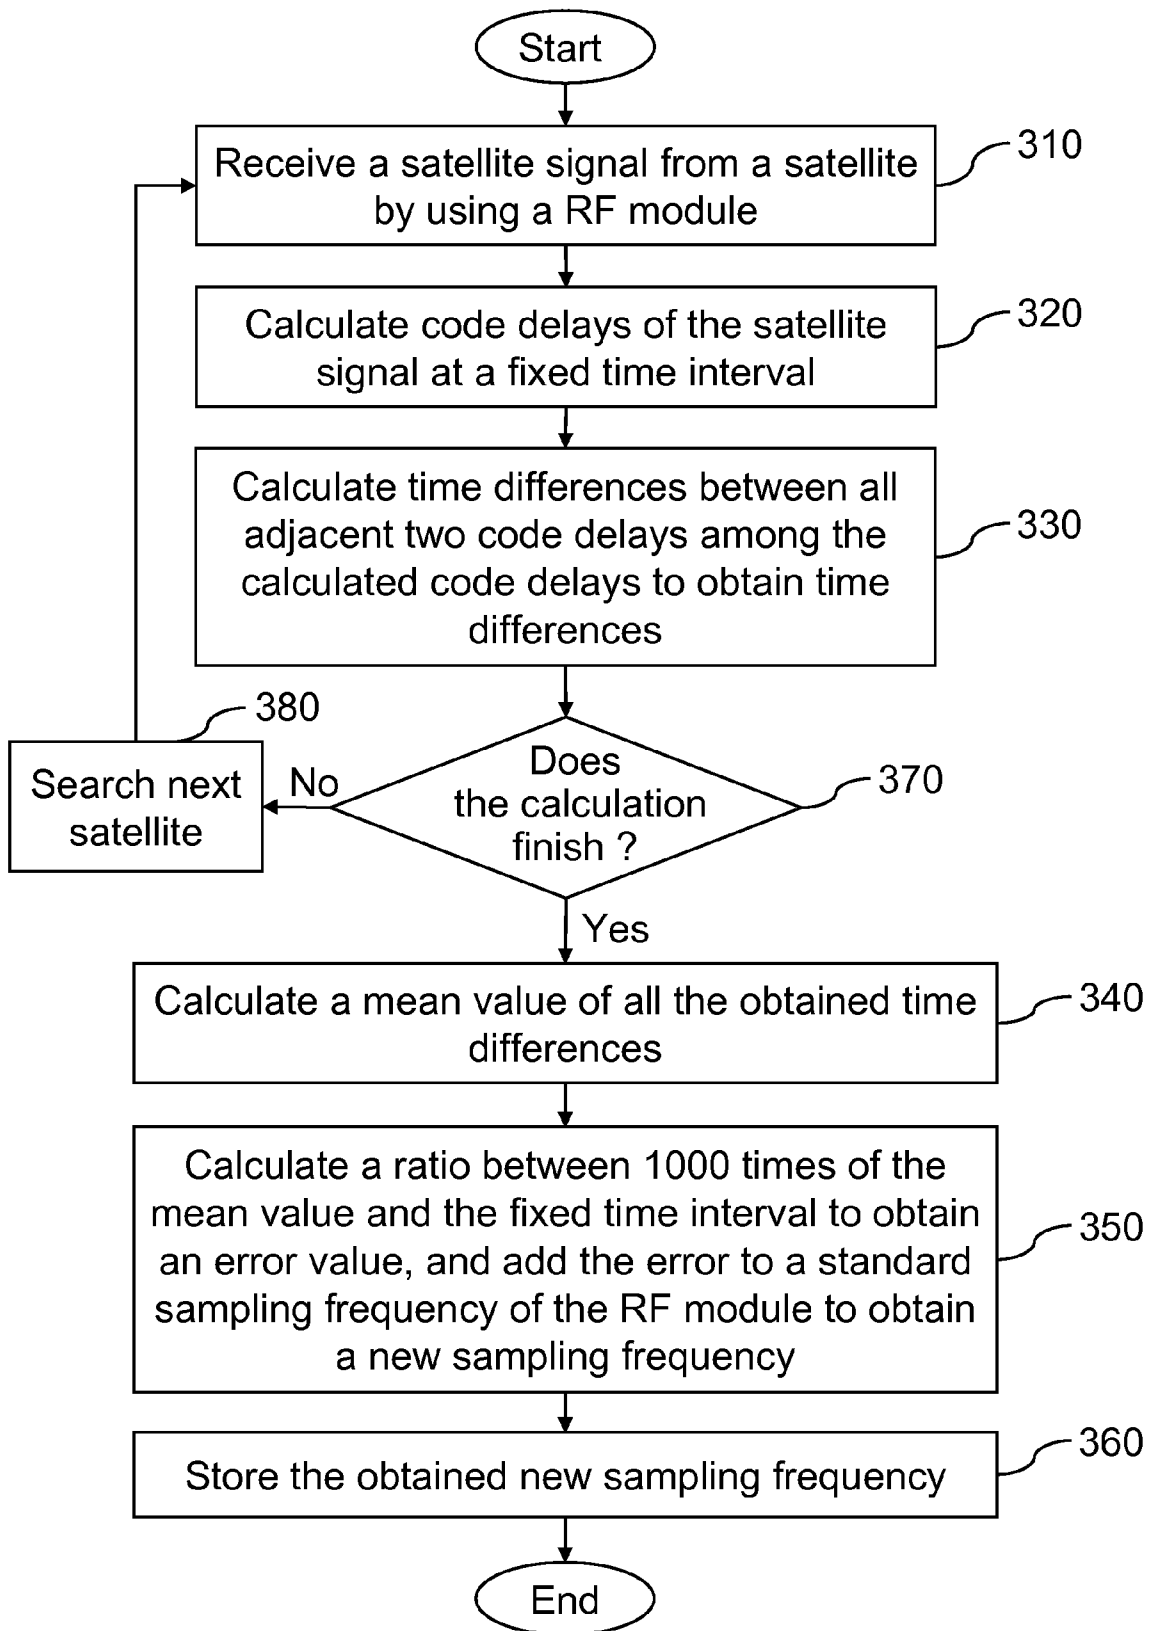 Start
Receive a satellite signal from a satellite
by using a RF module
310
Calculate code delays of the satellite
signal at a fixed time interval
320
Calculate time differences between all
adjacent two code delays among the
calculated code delays to obtain time
differences
330
380
Search next
satellite
No
Does
the calculation
finish ?
370
Yes
Calculate a mean value of all the obtained time
differences
340
Calculate a ratio between 1000 times of the
mean value and the fixed time interval to obtain
an error value, and add the error to a standard
sampling frequency of the RF module to obtain
a new sampling frequency
350
Store the obtained new sampling frequency
360
End